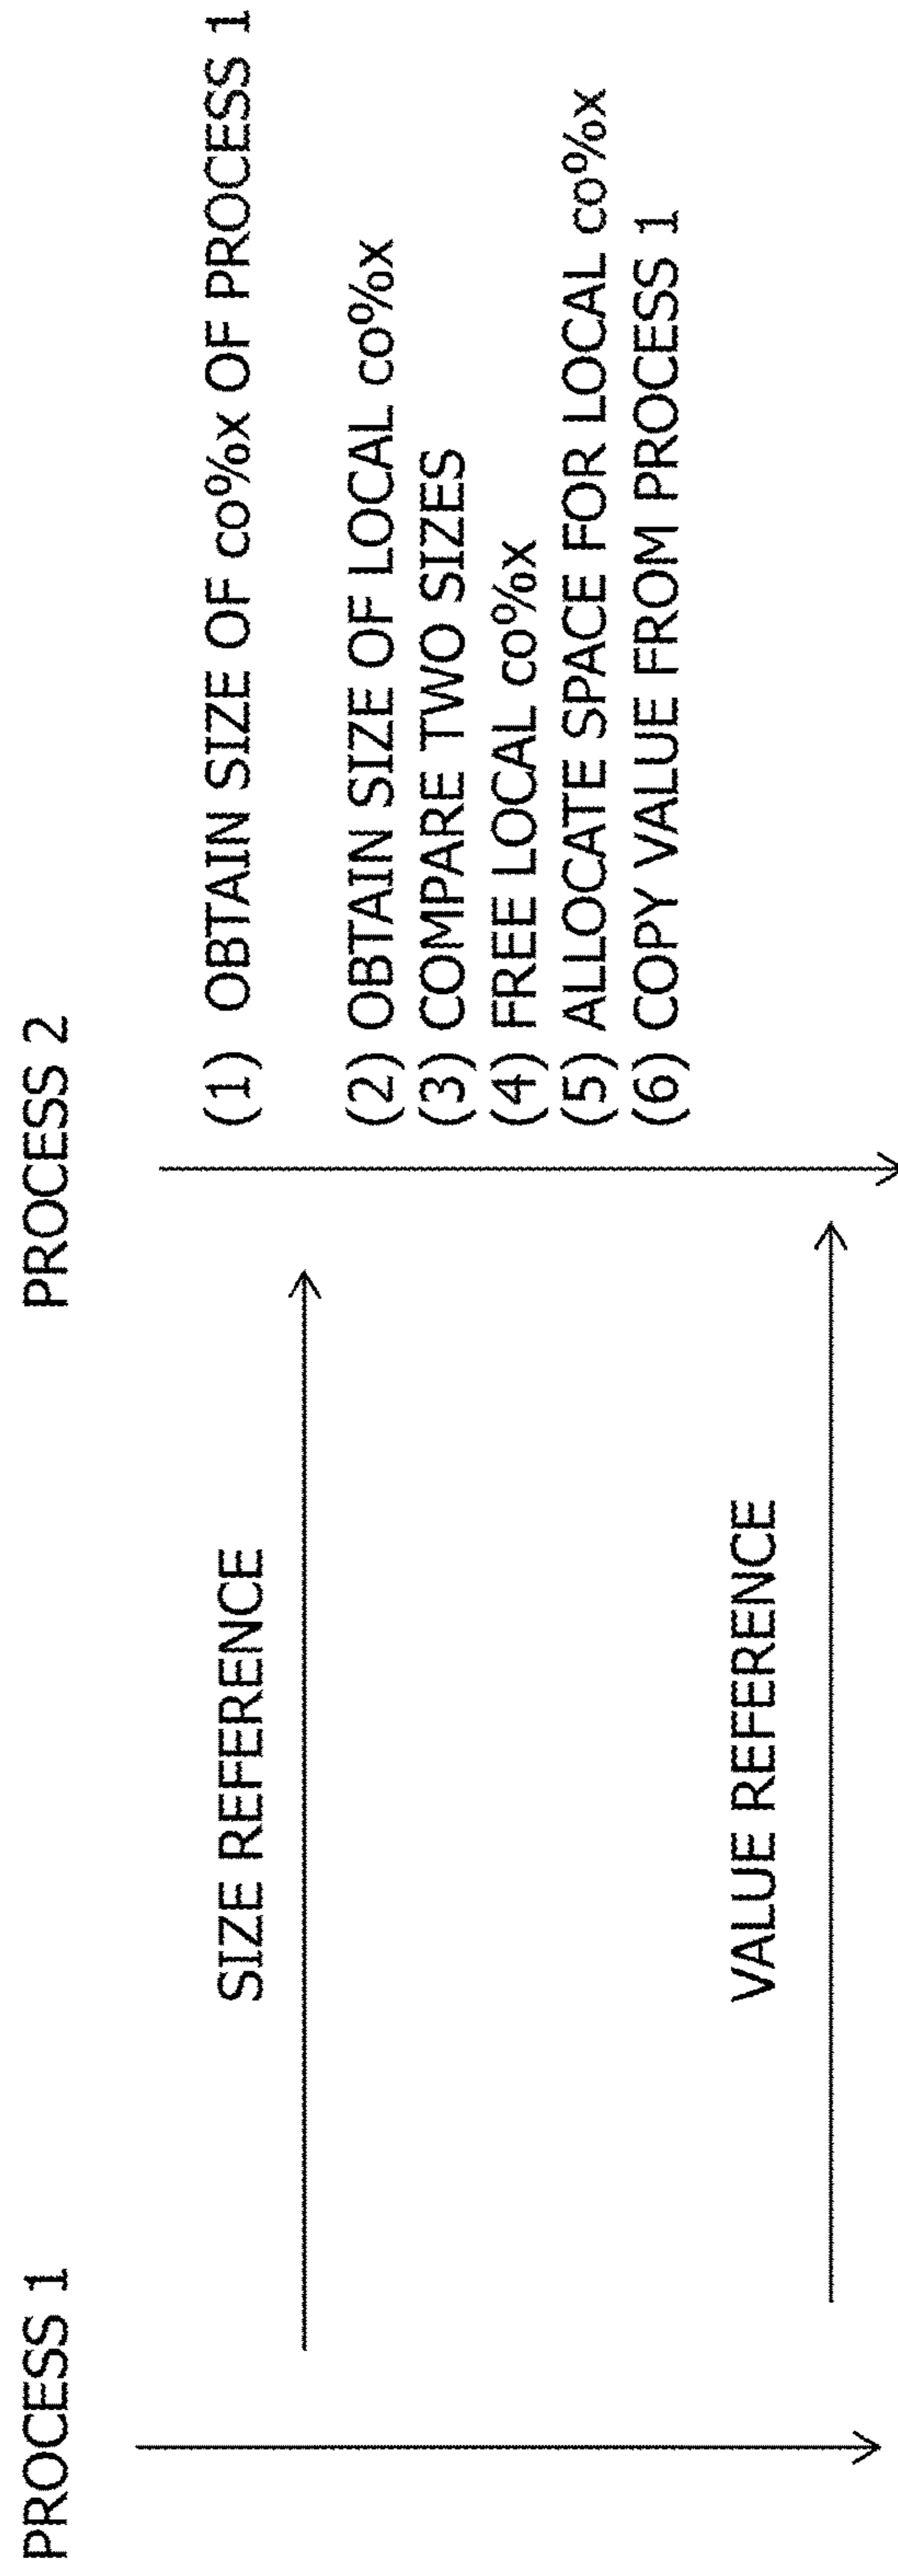 PROCESS 1
PROCESS 2
(1) OBTAIN SIZE OF co%x OF PROCESS 1
SIZE REFERENCE
(2) OBTAIN SIZE OF LOCAL co%x
(3) COMPARE TWO SIZES
(4) FREE LOCAL co%x
(5) ALLOCATE SPACE FOR LOCAL co%x
(6) COPY VALUE FROM PROCESS 1
VALUE REFERENCE